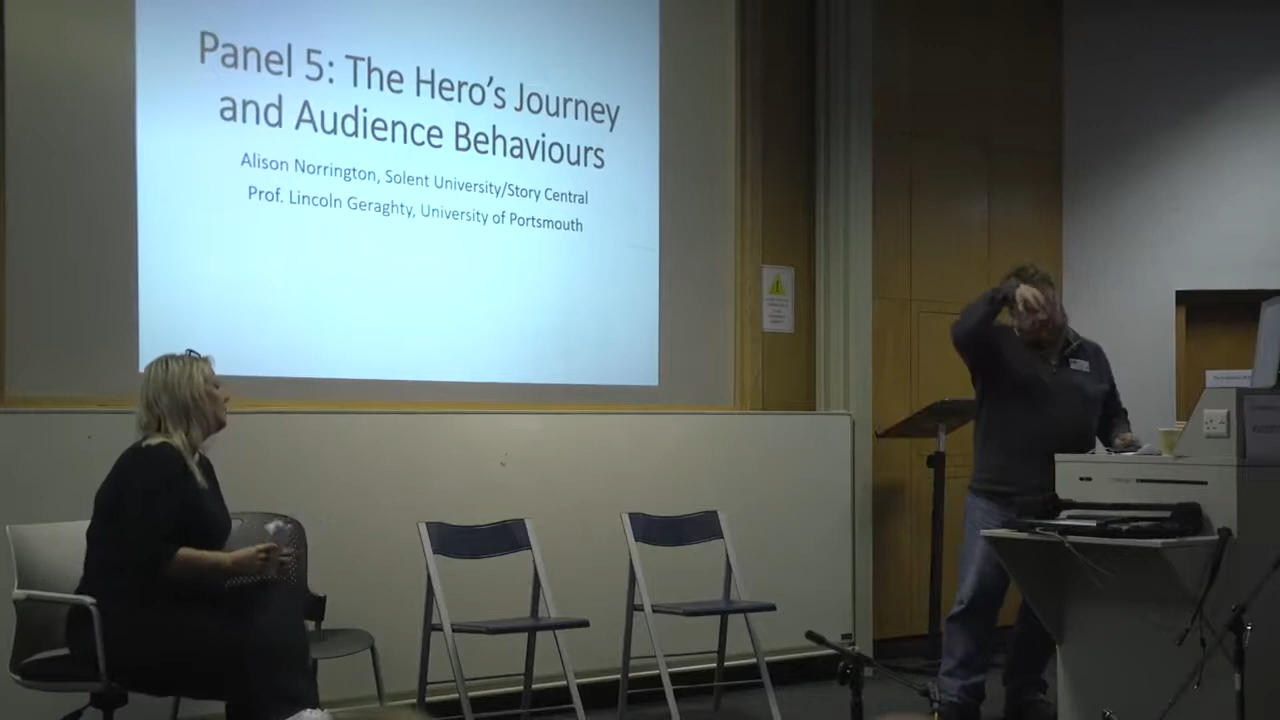 Panel 5: The Hero's Journey
and Audience Behaviours
Alison Norrington, Solent University/Story Central
Prof. Lincoln Geraghty, University of Portsmouth